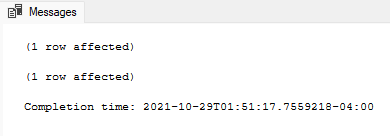 Messages
(1 row affected)
(1 row affected)
Completion time: 2021-10-29T01:51:17.7559218-04:00